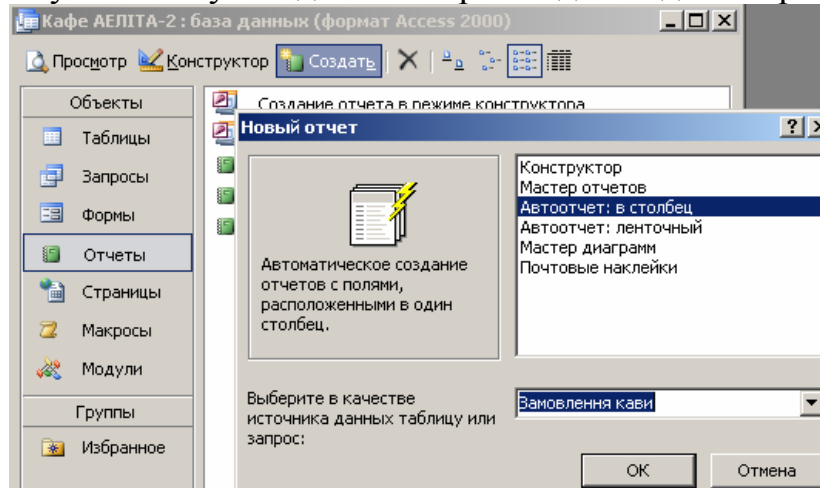 Кафе АЕЛІТА-2 : база данных (формат Access 2000)
Просмотр Конструктор Создать
Объекты
Таблицы
Запросы
Формы
Отчеты
Страницы
Макросы
Модули
Группы
Избранное
Создание отчета в режиме конструктора
Новый отчет
Автоматическое создание
отчетов с полями,
расположенными в один
столбец.
Конструктор
Мастер отчетов
Автоотчет: в столбец
Автоотчет: ленточный
Мастер диаграмм
Почтовые наклейки
Выберите в качестве
источника данных таблицу или
запрос:
Замовлення кави
ОК Отмена